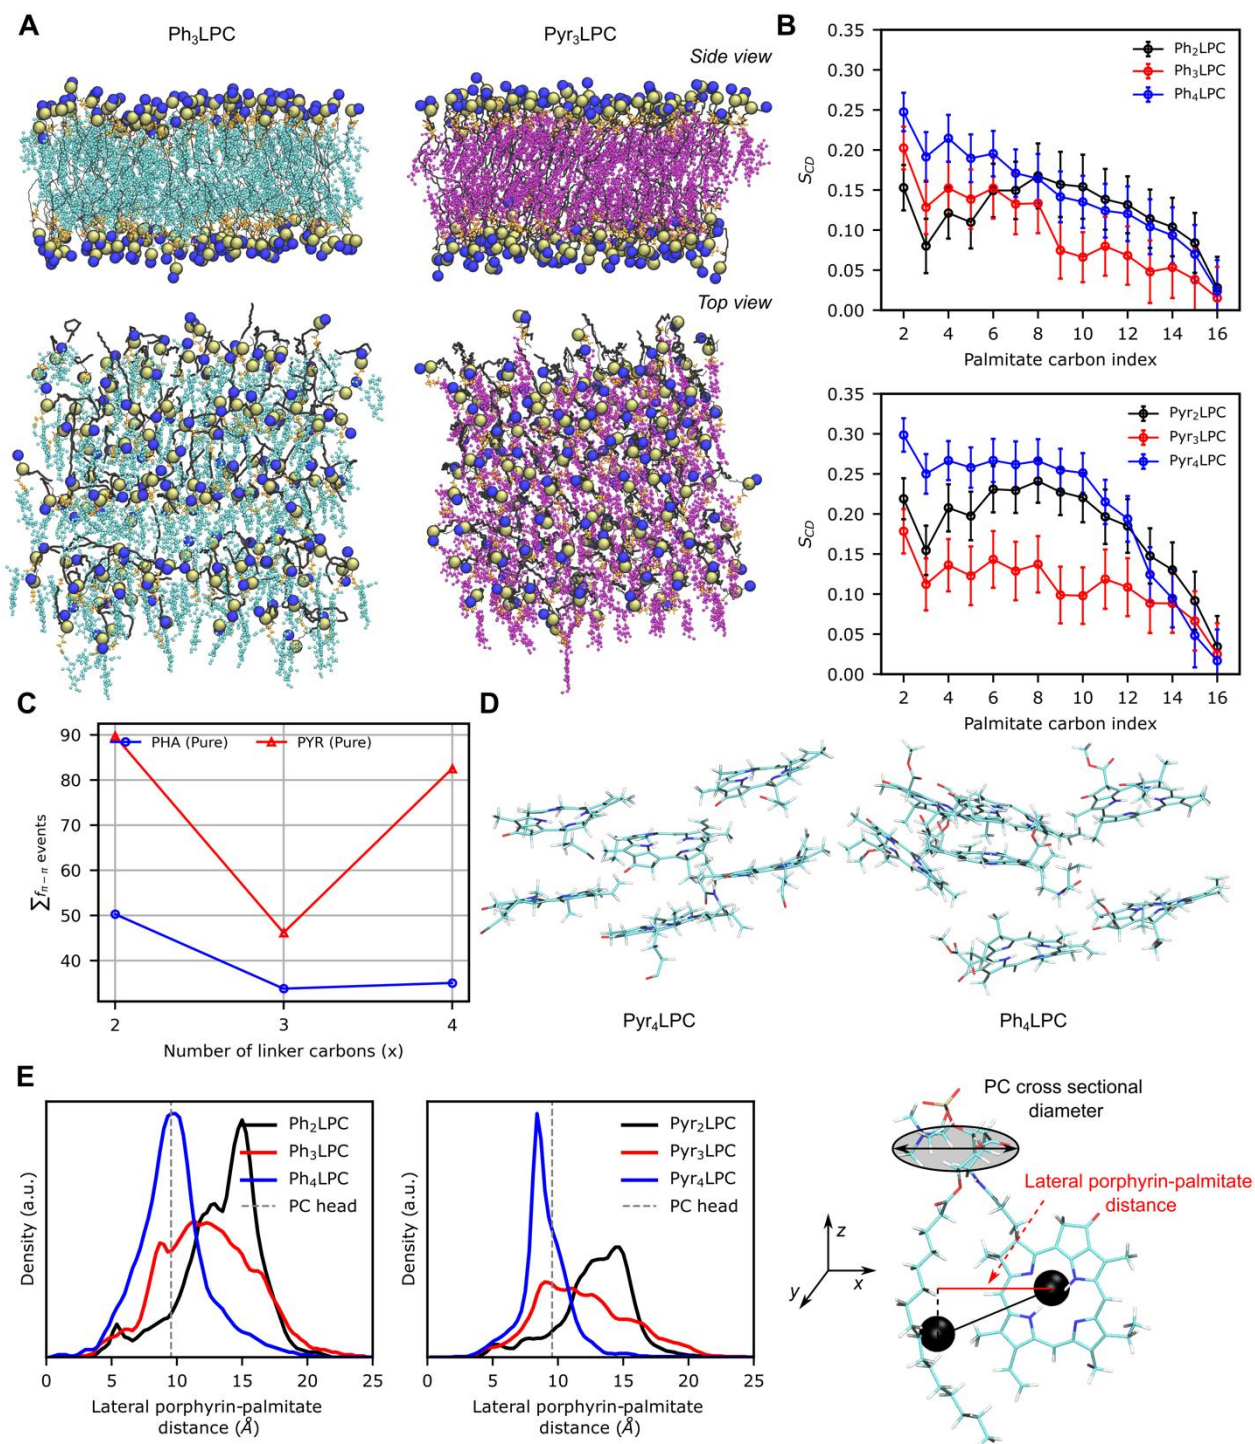 A
Ph₃LPC
Pyr₃LPC
Side view
Top view
B
0.35
0.30
0.25
0.20
0.15
0.10
0.05
0.00
S_CD
Ph₂LPC
Ph₃LPC
Ph₄LPC
2 4 6 8 10 12 14 16
Palmitate carbon index
0.35
0.30
0.25
0.20
0.15
0.10
0.05
0.00
S_CD
Pyr₂LPC
Pyr₃LPC
Pyr₄LPC
2 4 6 8 10 12 14 16
Palmitate carbon index
C
90
80
70
60
50
40
∑f_π−π events
PHA (Pure) PYR (Pure)
2 3 4
Number of linker carbons (x)
D
Pyr₄LPC
Ph₄LPC
E
Density (a.u.)
Ph₂LPC
Ph₃LPC
Ph₄LPC
PC head
0 5 10 15 20 25
Lateral porphyrin-palmitate
distance (Å)
Density (a.u.)
Pyr₂LPC
Pyr₃LPC
Pyr₄LPC
PC head
0 5 10 15 20 25
Lateral porphyrin-palmitate
distance (Å)
PC cross sectional
diameter
Lateral porphyrin-palmitate
distance
z
x
y